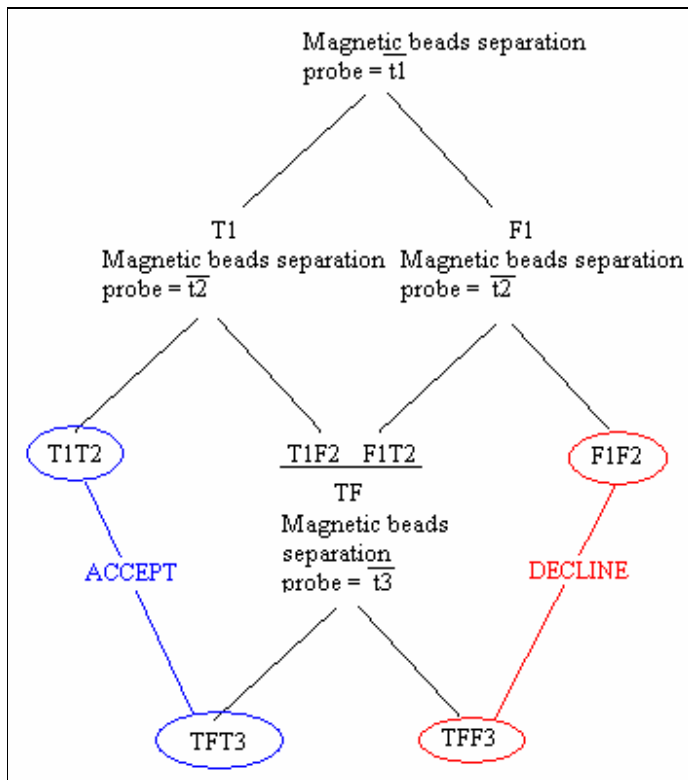 Magnetic beads separation
probe = t1
T1
Magnetic beads separation
probe = t2
F1
Magnetic beads separation
probe = t2
T1T2
T1F2 F1T2
F1F2
TF
Magnetic beads
separation
probe = t3
ACCEPT
DECLINE
TFT3
TFF3